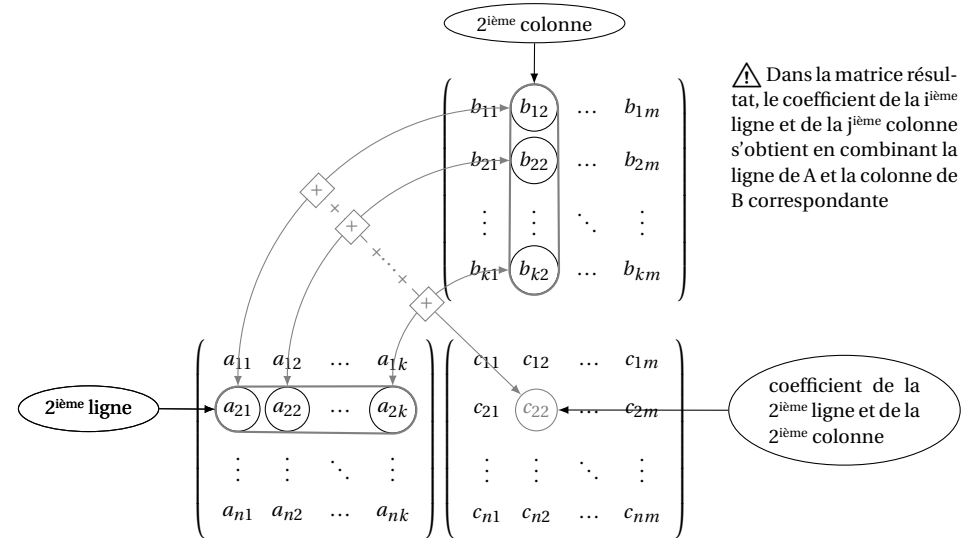 2ième colonne
b11 b12 … b1m
b21 b22 … b2m
⋮ ⋮ ⋱ ⋮
bk1 bk2 … bkm
⚠ Dans la matrice résul-
tat, le coefficient de la iième
ligne et de la jième colonne
s'obtient en combinant la
ligne de A et la colonne de
B correspondante
+ + + + + +
a11 a12 … a1k
a21 a22 … a2k
⋮ ⋮ ⋱ ⋮
an1 an2 … ank
2ième ligne
c11 c12 … c1m
c21 c22 … c2m
⋮ ⋮ ⋱ ⋮
cn1 cn2 … cnm
coefficient de la
2ième ligne et de la
2ième colonne